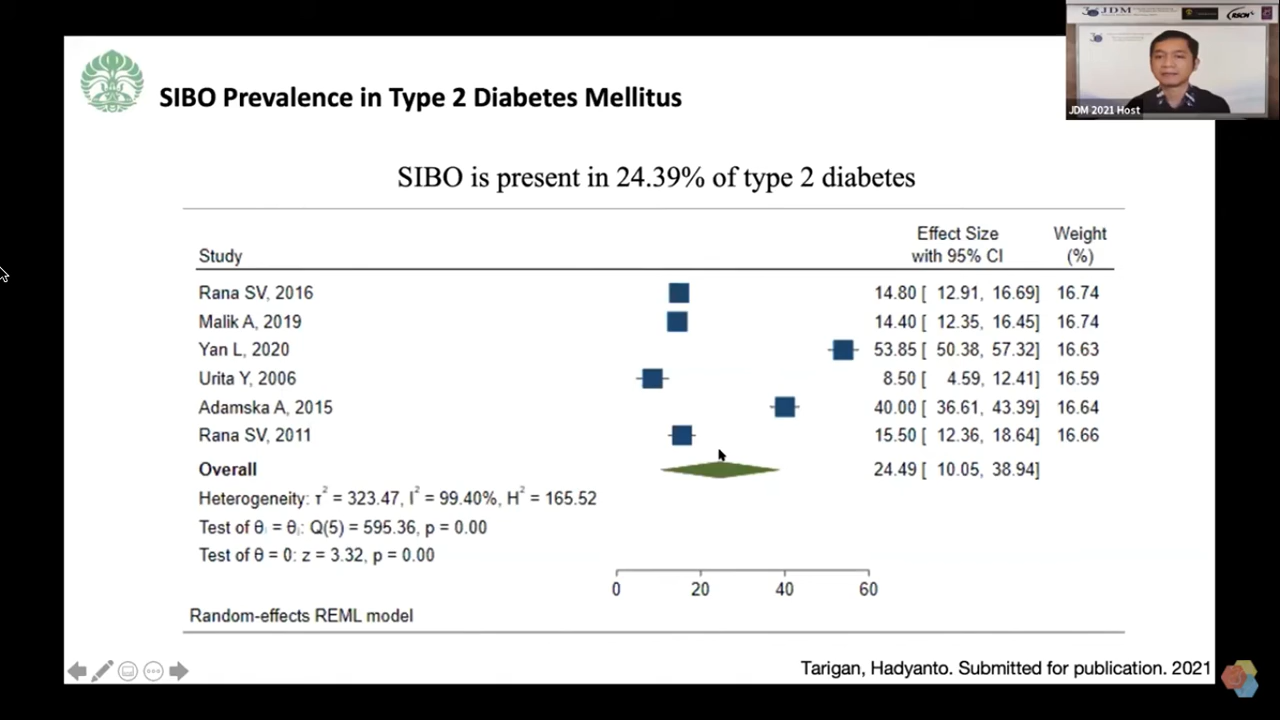 JDM
RSCM
JDM 2021 Host
SIBO Prevalence in Type 2 Diabetes Mellitus
SIBO is present in 24.39% of type 2 diabetes
Effect Size Weight
Study with 95% CI (%)
Rana SV, 2016 14.80 [ 12.91, 16.69] 16.74
Malik A, 2019 14.40 [ 12.35, 16.45] 16.74
Yan L, 2020 53.85 [ 50.38, 57.32] 16.63
Urita Y, 2006 8.50 [ 4.59, 12.41] 16.59
Adamska A, 2015 40.00 [ 36.61, 43.39] 16.64
Rana SV, 2011 15.50 [ 12.36, 18.64] 16.66
Overall 24.49 [ 10.05, 38.94]
Heterogeneity: τ² = 323.47, I² = 99.40%, H² = 165.52
Test of θᵢ = θⱼ: Q(5) = 595.36, p = 0.00
Test of θ = 0: z = 3.32, p = 0.00
0 20 40 60
Random-effects REML model
Tarigan, Hadyanto. Submitted for publication. 2021